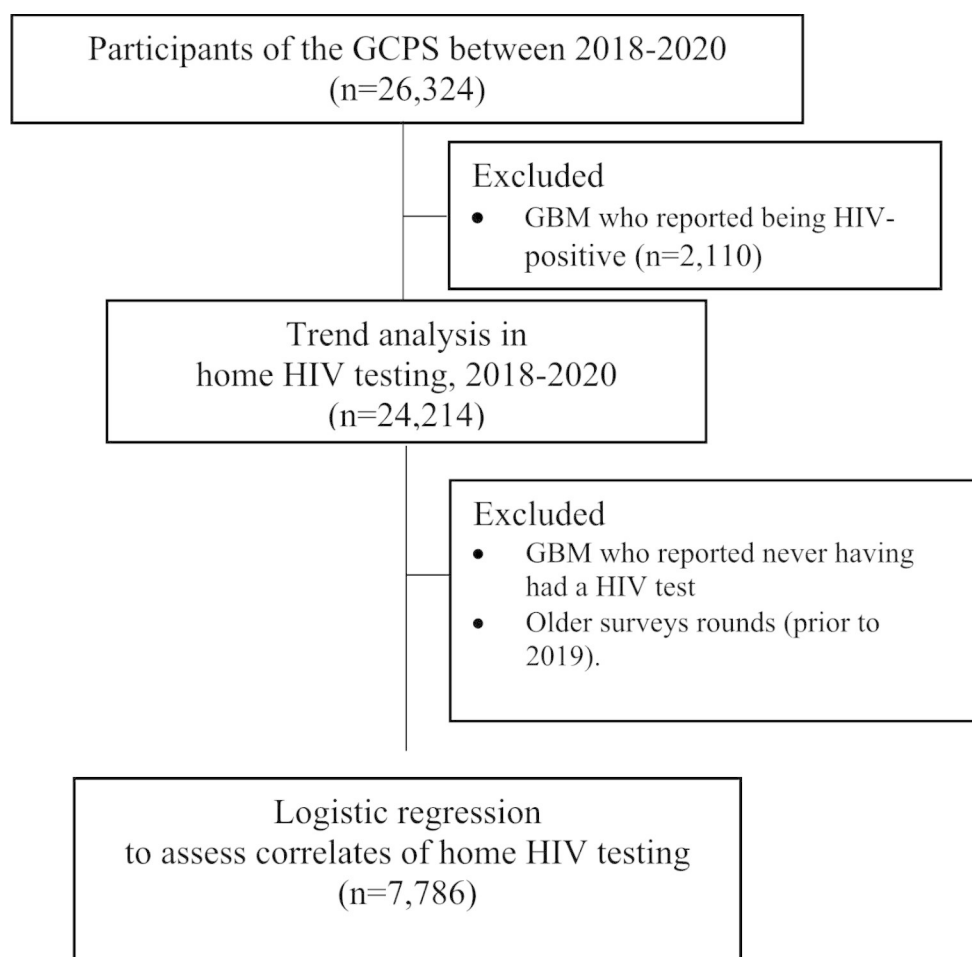 Participants of the GCPS between 2018-2020
(n=26,324)
Excluded
• GBM who reported being HIV-
positive (n=2,110)
Trend analysis in
home HIV testing, 2018-2020
(n=24,214)
Excluded
• GBM who reported never having
had a HIV test
• Older surveys rounds (prior to
2019).
Logistic regression
to assess correlates of home HIV testing
(n=7,786)